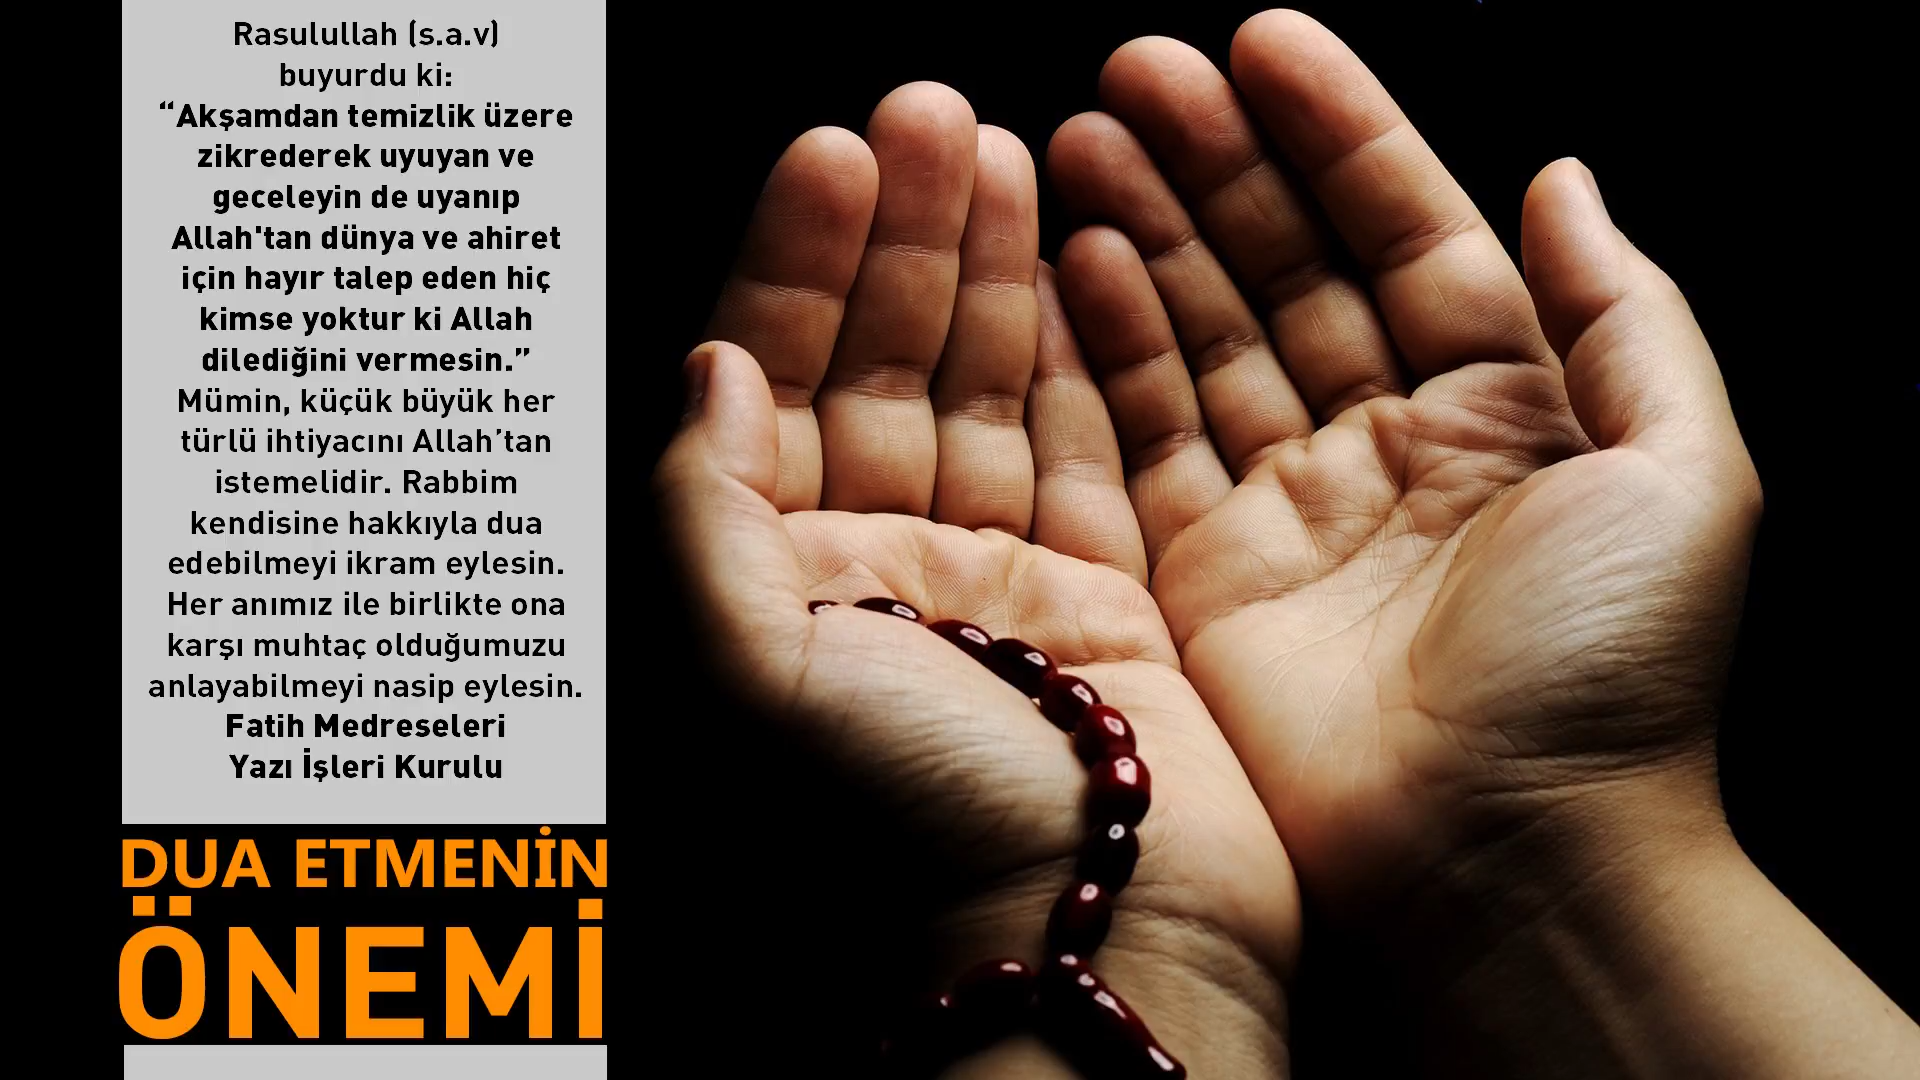 Rasulullah (s.a.v)
buyurdu ki:
“Akşamdan temizlik üzere
zikrederek uyuyan ve
geceleyin de uyanıp
Allah'tan dünya ve ahiret
için hayır talep eden hiç
kimse yoktur ki Allah
dilediğini vermesin.”
Mümin, küçük büyük her
türlü ihtiyacını Allah’tan
istemelidir. Rabbim
kendisine hakkıyla dua
edebilmeyi ikram eylesin.
Her anımız ile birlikte ona
karşı muhtaç olduğumuzu
anlayabilmeyi nasip eylesin.
Fatih Medreseleri
Yazı İşleri Kurulu
DUA ETMENİN
ÖNEMİ